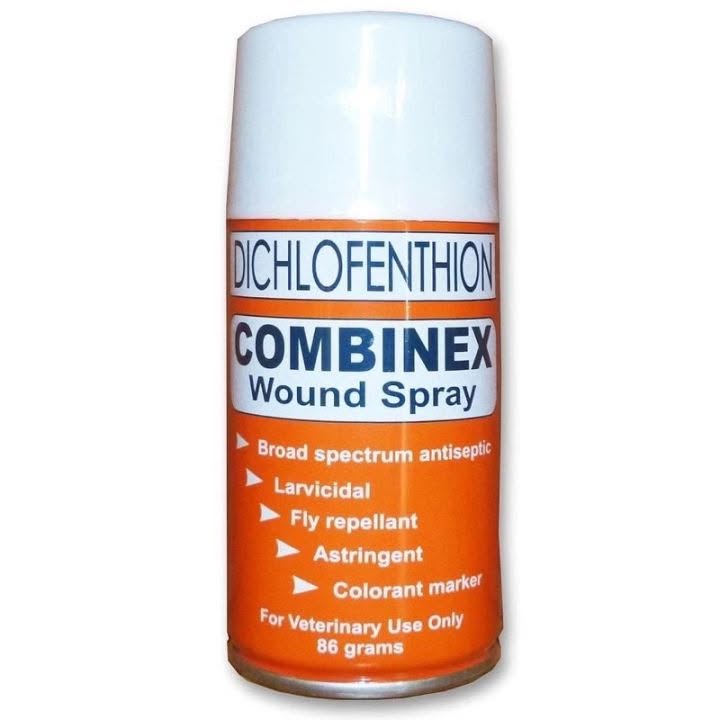 DICHLOFENTHION
COMBINEX
Wound Spray
Broad spectrum antiseptic
Larvicidal
Fly repellant
Astringent
Colorant marker
For Veterinary Use Only
86 grams